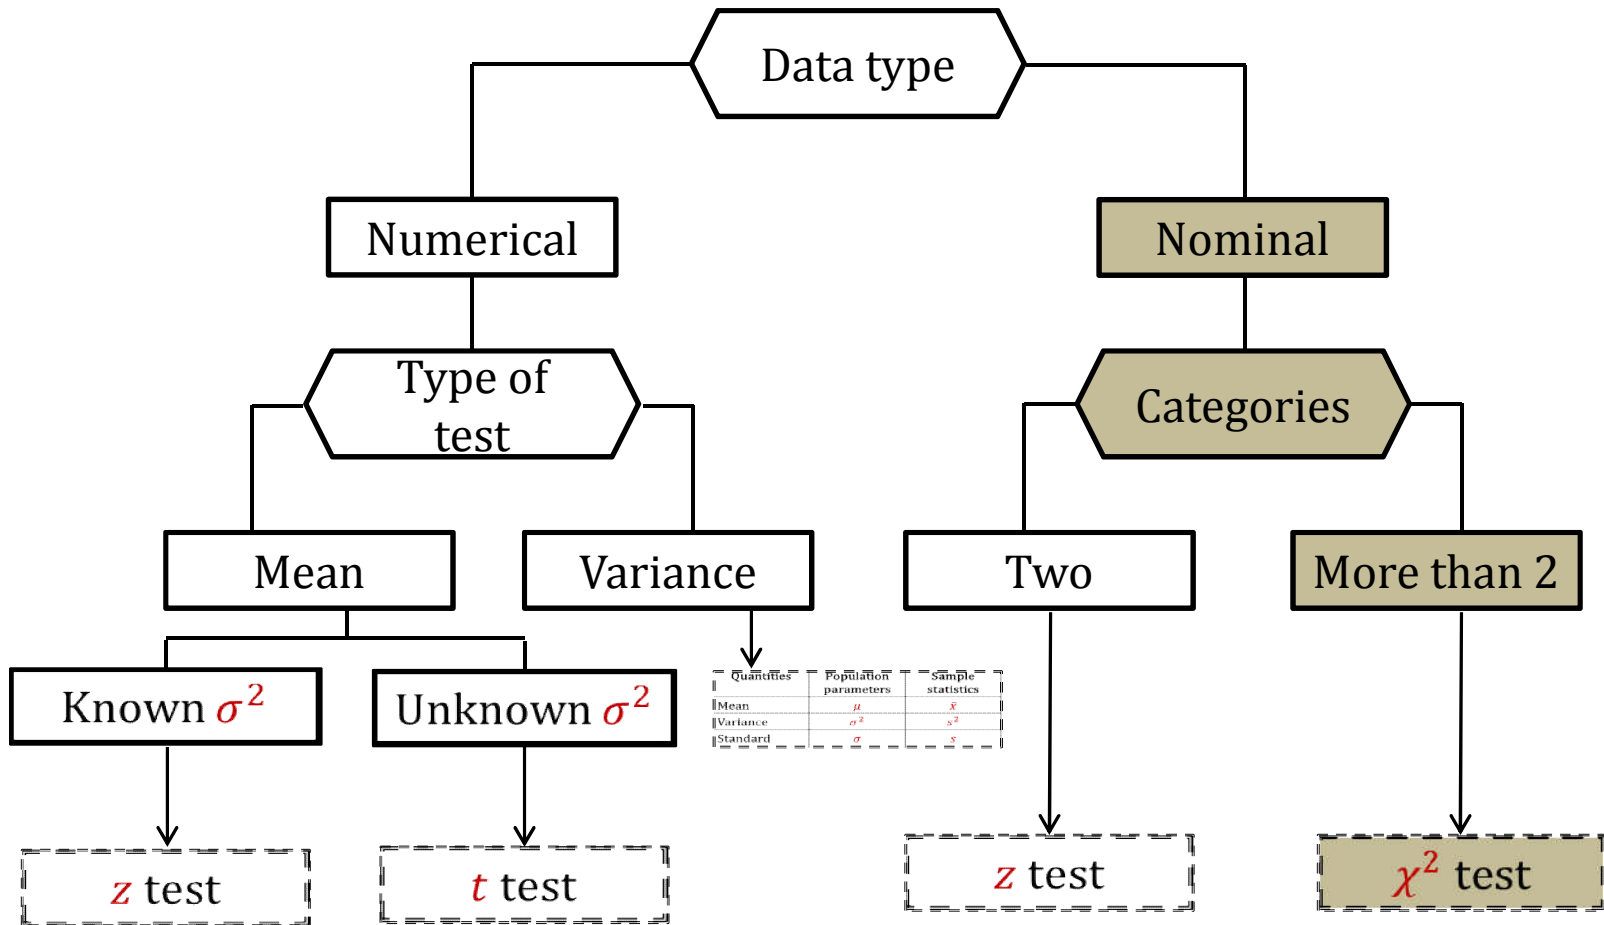 Data type
Numerical
Nominal
Type of
test
Categories
Mean
Variance
Two
More than 2
Known σ²
Unknown σ²
Quantities Population parameters Sample statistics
Mean μ x̄
Variance σ² s²
Standard σ s
z test
t test
z test
χ² test